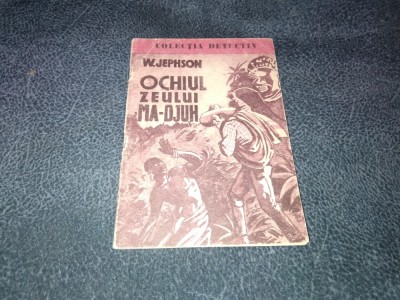 COLECȚIA DETECTIV
W. JEPHSON
OCHIUL
ZEULUI
MA-DJUH